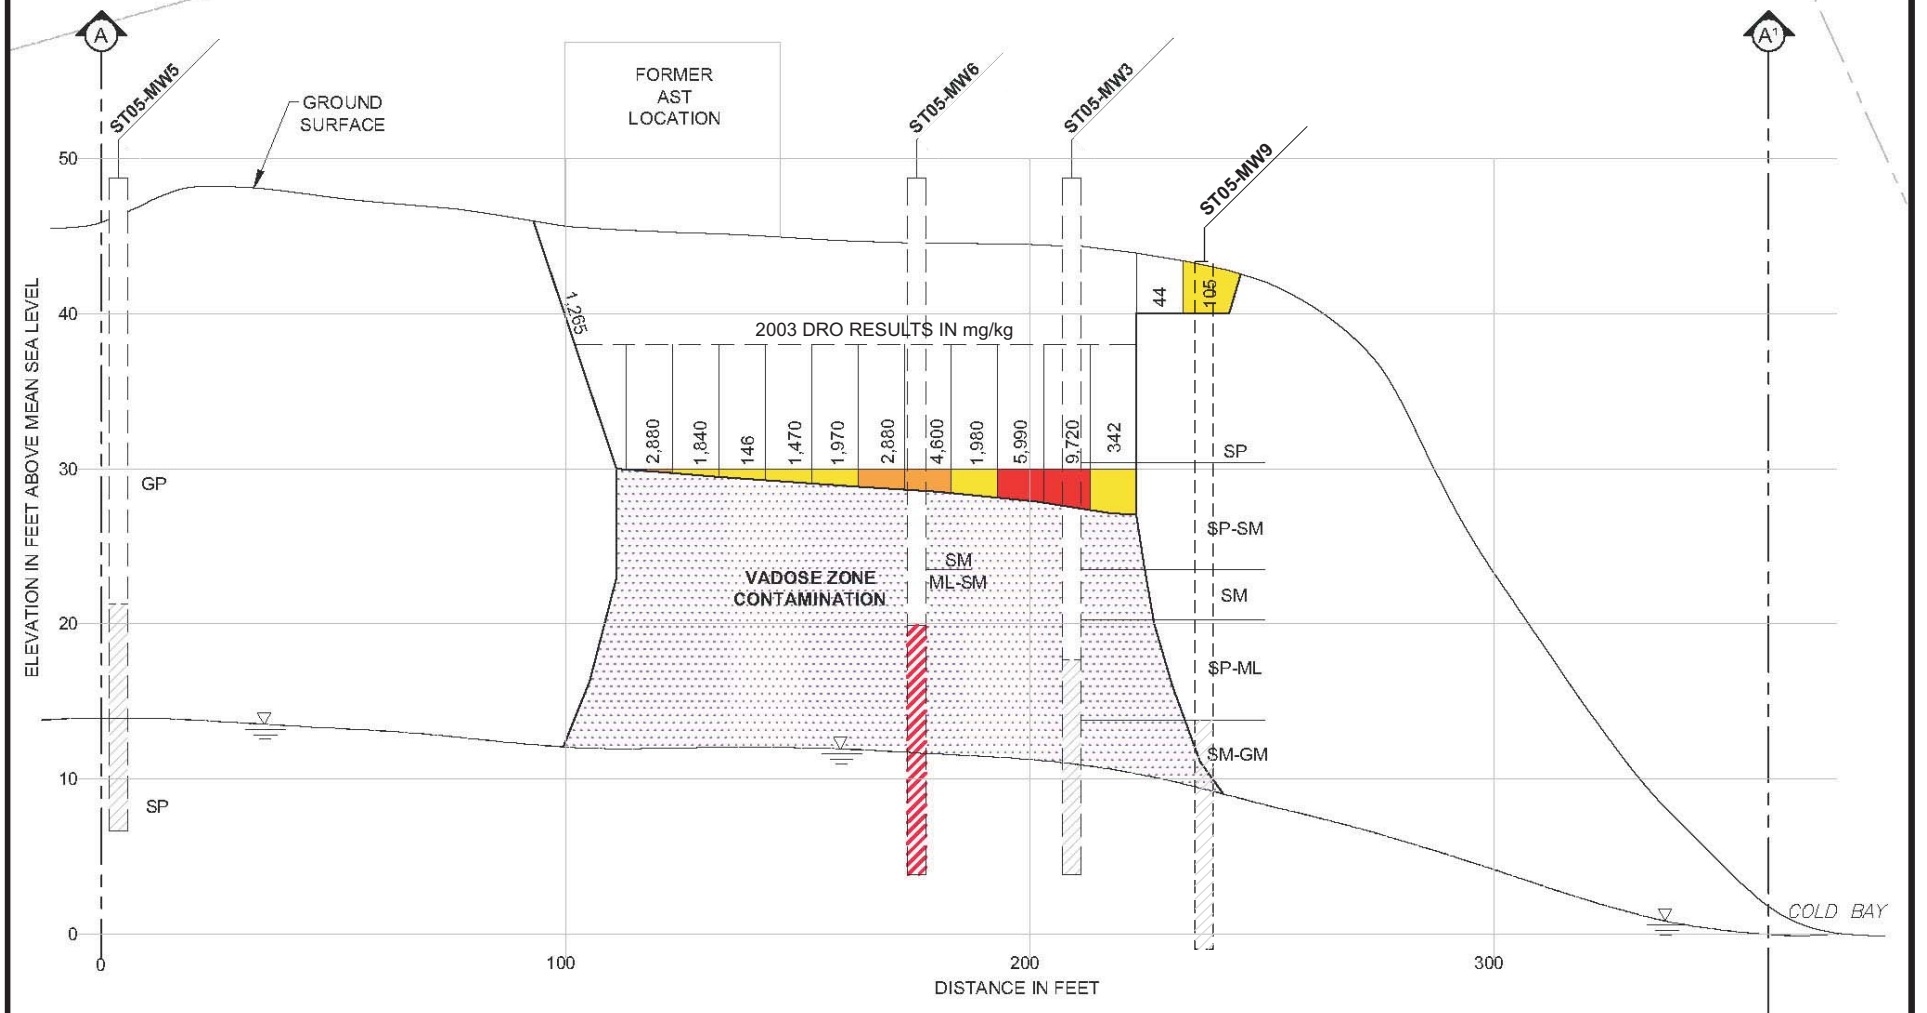 A
A¹
ST05-MW5
GROUND
SURFACE
FORMER
AST
LOCATION
ST05-MW6
ST05-MW3
ST05-MW9
ELEVATION IN FEET ABOVE MEAN SEA LEVEL
50
40
30
20
10
0
1,265
2003 DRO RESULTS IN mg/kg
44
105
2,880
1,840
146
1,470
1,970
2,880
4,600
1,980
5,990
9,720
342
GP
SP
SP
SP-SM
SM
SP-ML
SM-GM
SM
ML-SM
VADOSE ZONE
CONTAMINATION
COLD BAY
0
100
200
300
DISTANCE IN FEET